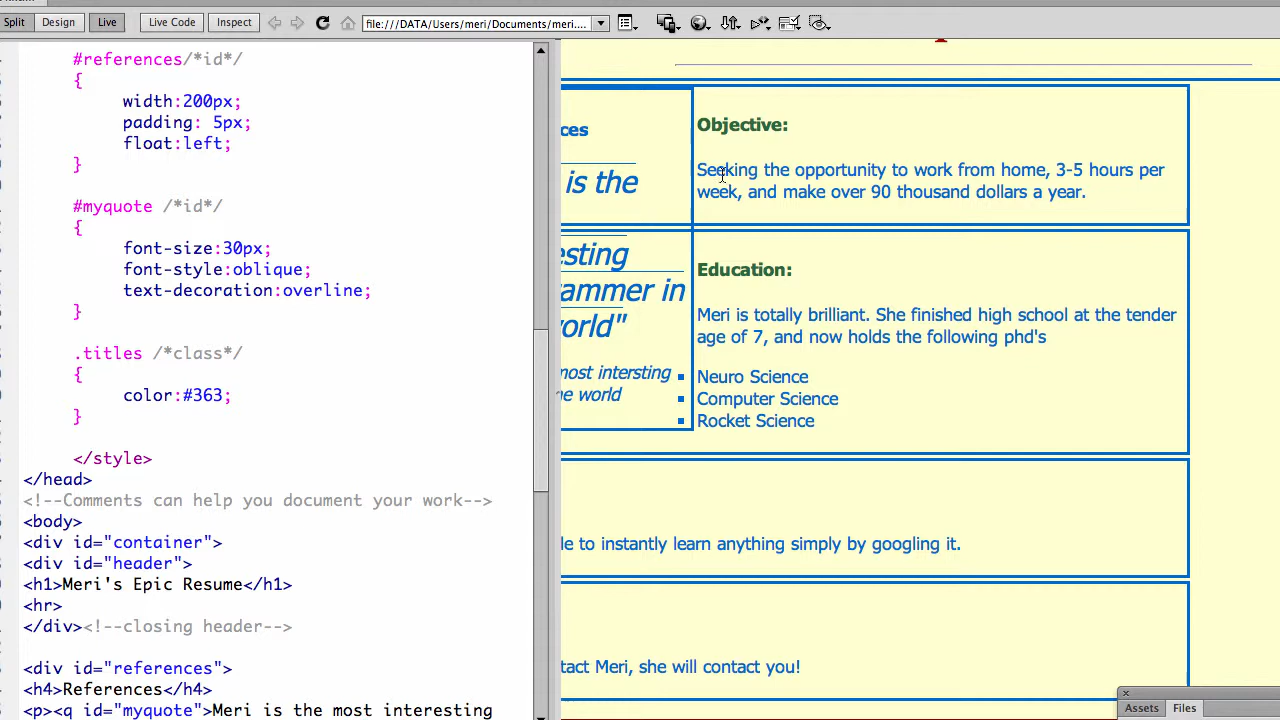 Split Design Live Live Code Inspect file:///DATA/Users/meri/Documents/meri....
#references/*id*/
{
width:200px;
padding: 5px;
float:left;
}
#myquote /*id*/
{
font-size:30px;
font-style:oblique;
text-decoration:overline;
}
.titles /*class*/
{
color:#363;
}
</style>
</head>
<!--Comments can help you document your work-->
<body>
<div id="container">
<div id="header">
<h1>Meri's Epic Resume</h1>
<hr>
</div><!--closing header-->
<div id="references">
<h4>References</h4>
<p><q id="myquote">Meri is the most interesting
ces
is the
esting
ammer in
orld"
most intersting
he world
Objective:
Seeking the opportunity to work from home, 3-5 hours per
week, and make over 90 thousand dollars a year.
Education:
Meri is totally brilliant. She finished high school at the tender
age of 7, and now holds the following phd's
Neuro Science
Computer Science
Rocket Science
le to instantly learn anything simply by googling it.
tact Meri, she will contact you!
Assets Files